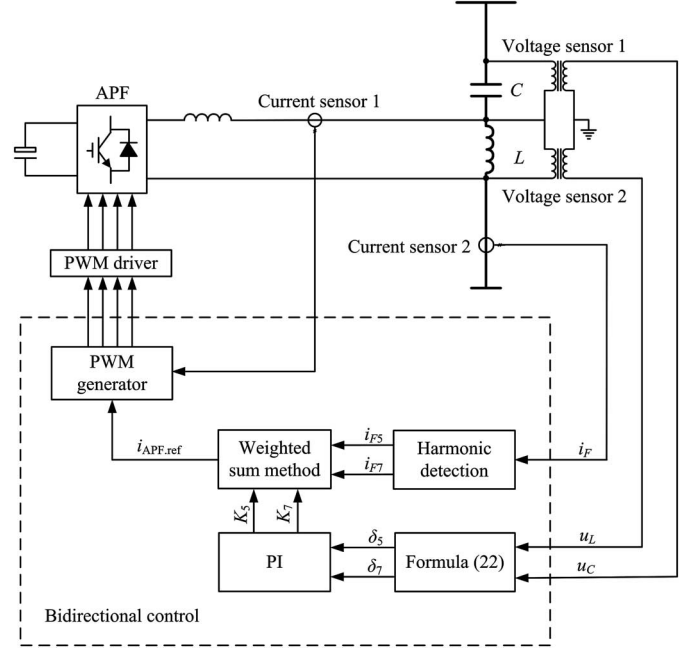 Voltage sensor 1
APF
C
Current sensor 1
L
Voltage sensor 2
Current sensor 2
PWM driver
PWM
generator
i_APF.ref
Weighted
sum method
i_F5
i_F7
Harmonic
detection
i_F
K_5
K_7
PI
δ_5
δ_7
Formula (22)
u_L
u_C
Bidirectional control